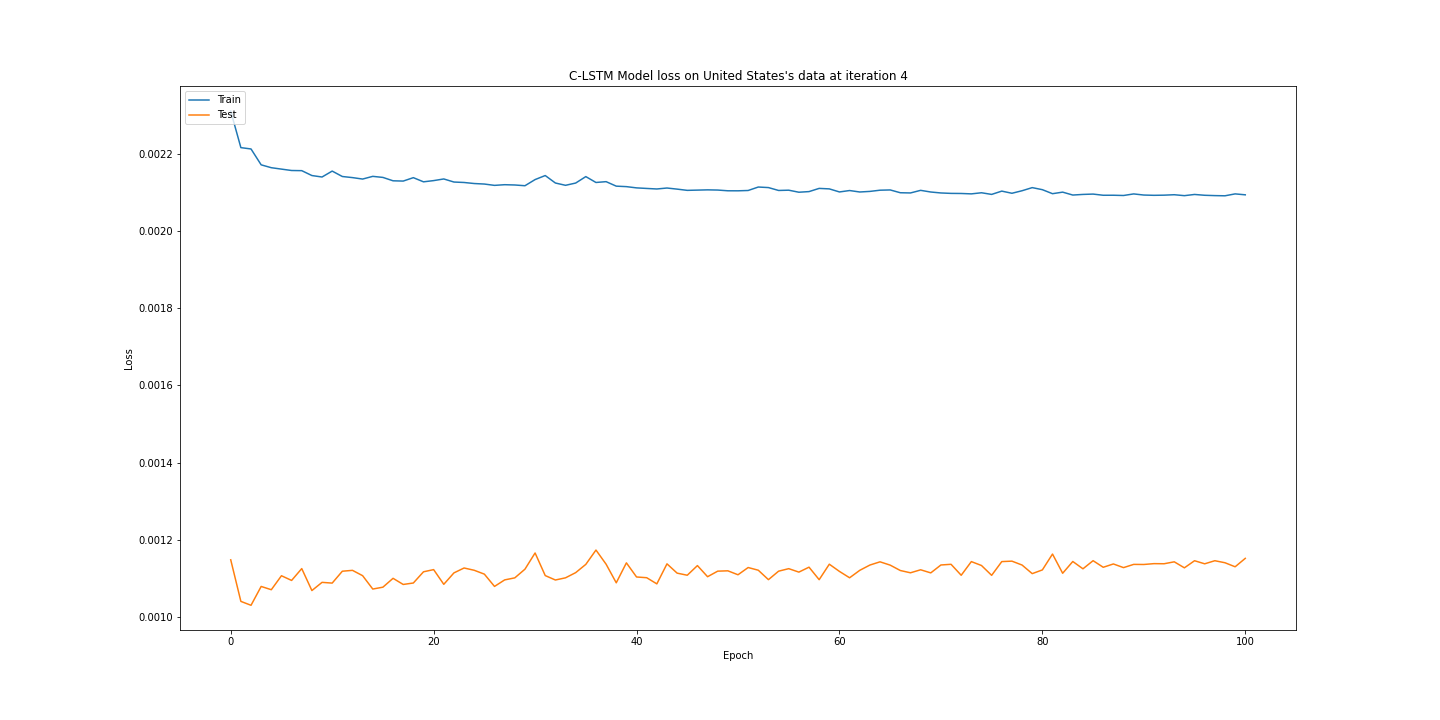 C-LSTM Model loss on United States's data at iteration 4
Train
Test
0.0022
0.0020
0.0018
0.0016
0.0014
0.0012
0.0010
Loss
0 20 40 60 80 100
Epoch